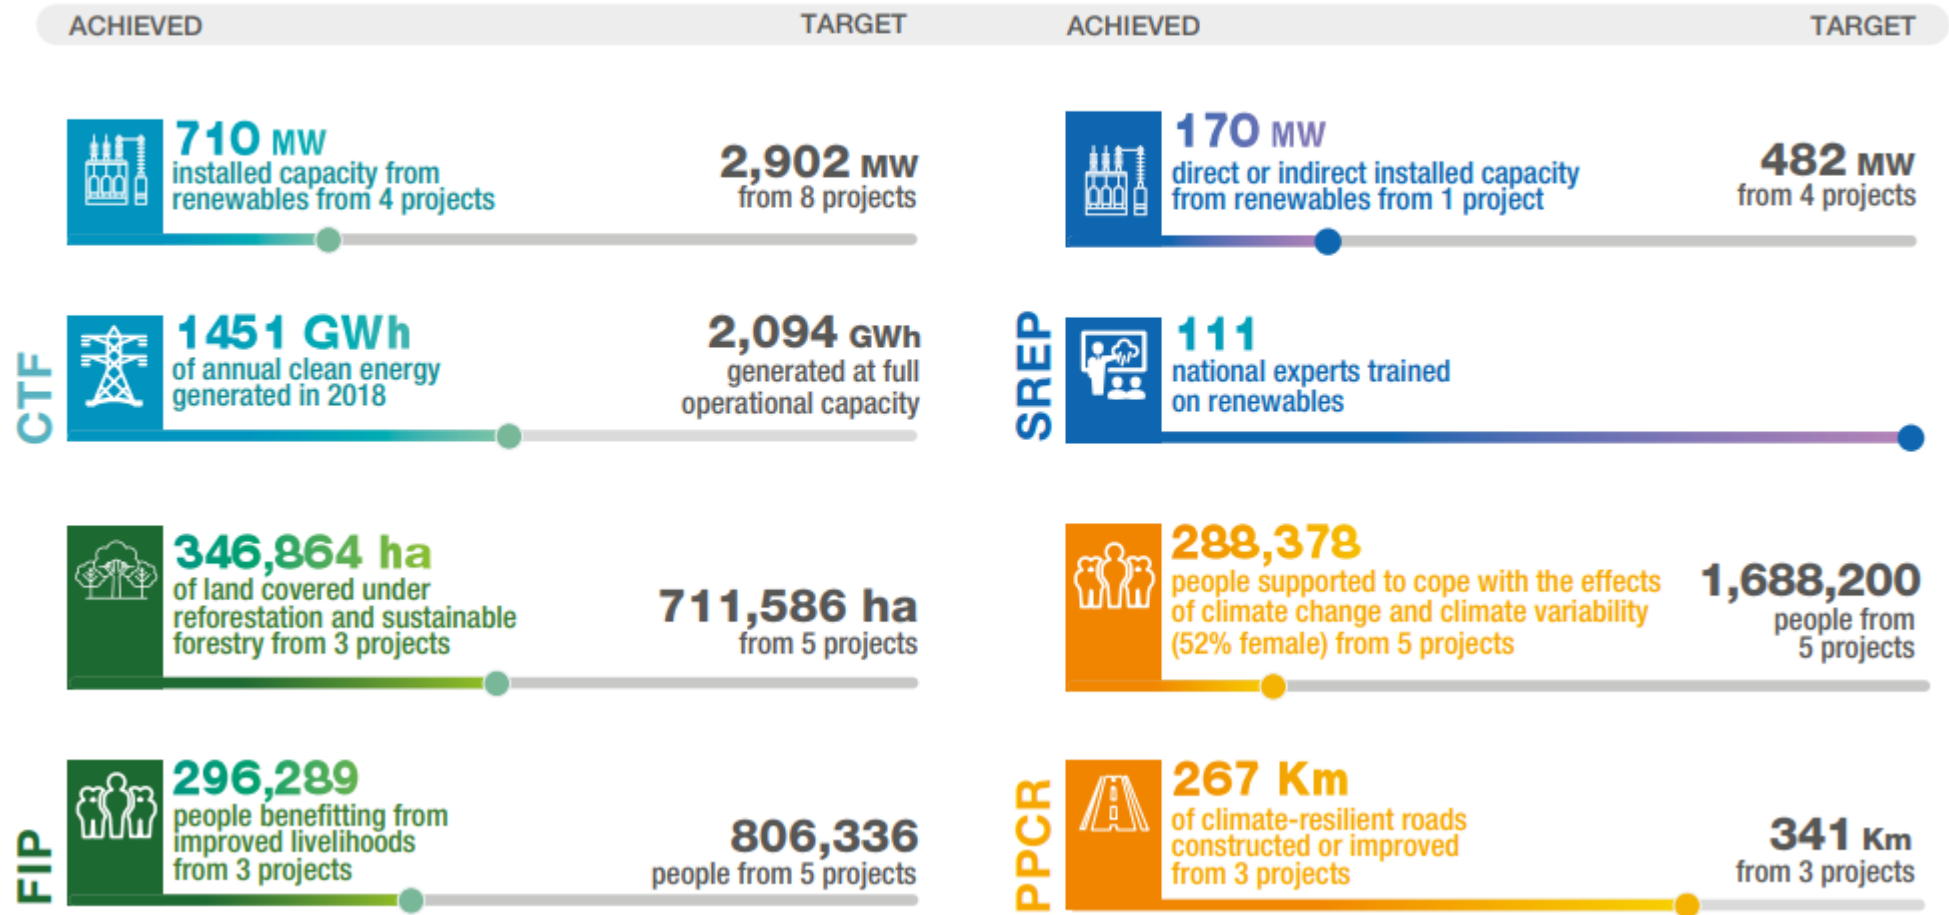 ACHIEVED
TARGET
ACHIEVED
TARGET
CTF
710 MW
installed capacity from
renewables from 4 projects
2,902 MW
from 8 projects
1451 GWh
of annual clean energy
generated in 2018
2,094 GWh
generated at full
operational capacity
FIP
346,864 ha
of land covered under
reforestation and sustainable
forestry from 3 projects
711,586 ha
from 5 projects
296,289
people benefitting from
improved livelihoods
from 3 projects
806,336
people from 5 projects
SREP
170 MW
direct or indirect installed capacity
from renewables from 1 project
482 MW
from 4 projects
111
national experts trained
on renewables
PPCR
288,378
people supported to cope with the effects
of climate change and climate variability
(52% female) from 5 projects
1,688,200
people from
5 projects
267 Km
of climate-resilient roads
constructed or improved
from 3 projects
341 Km
from 3 projects